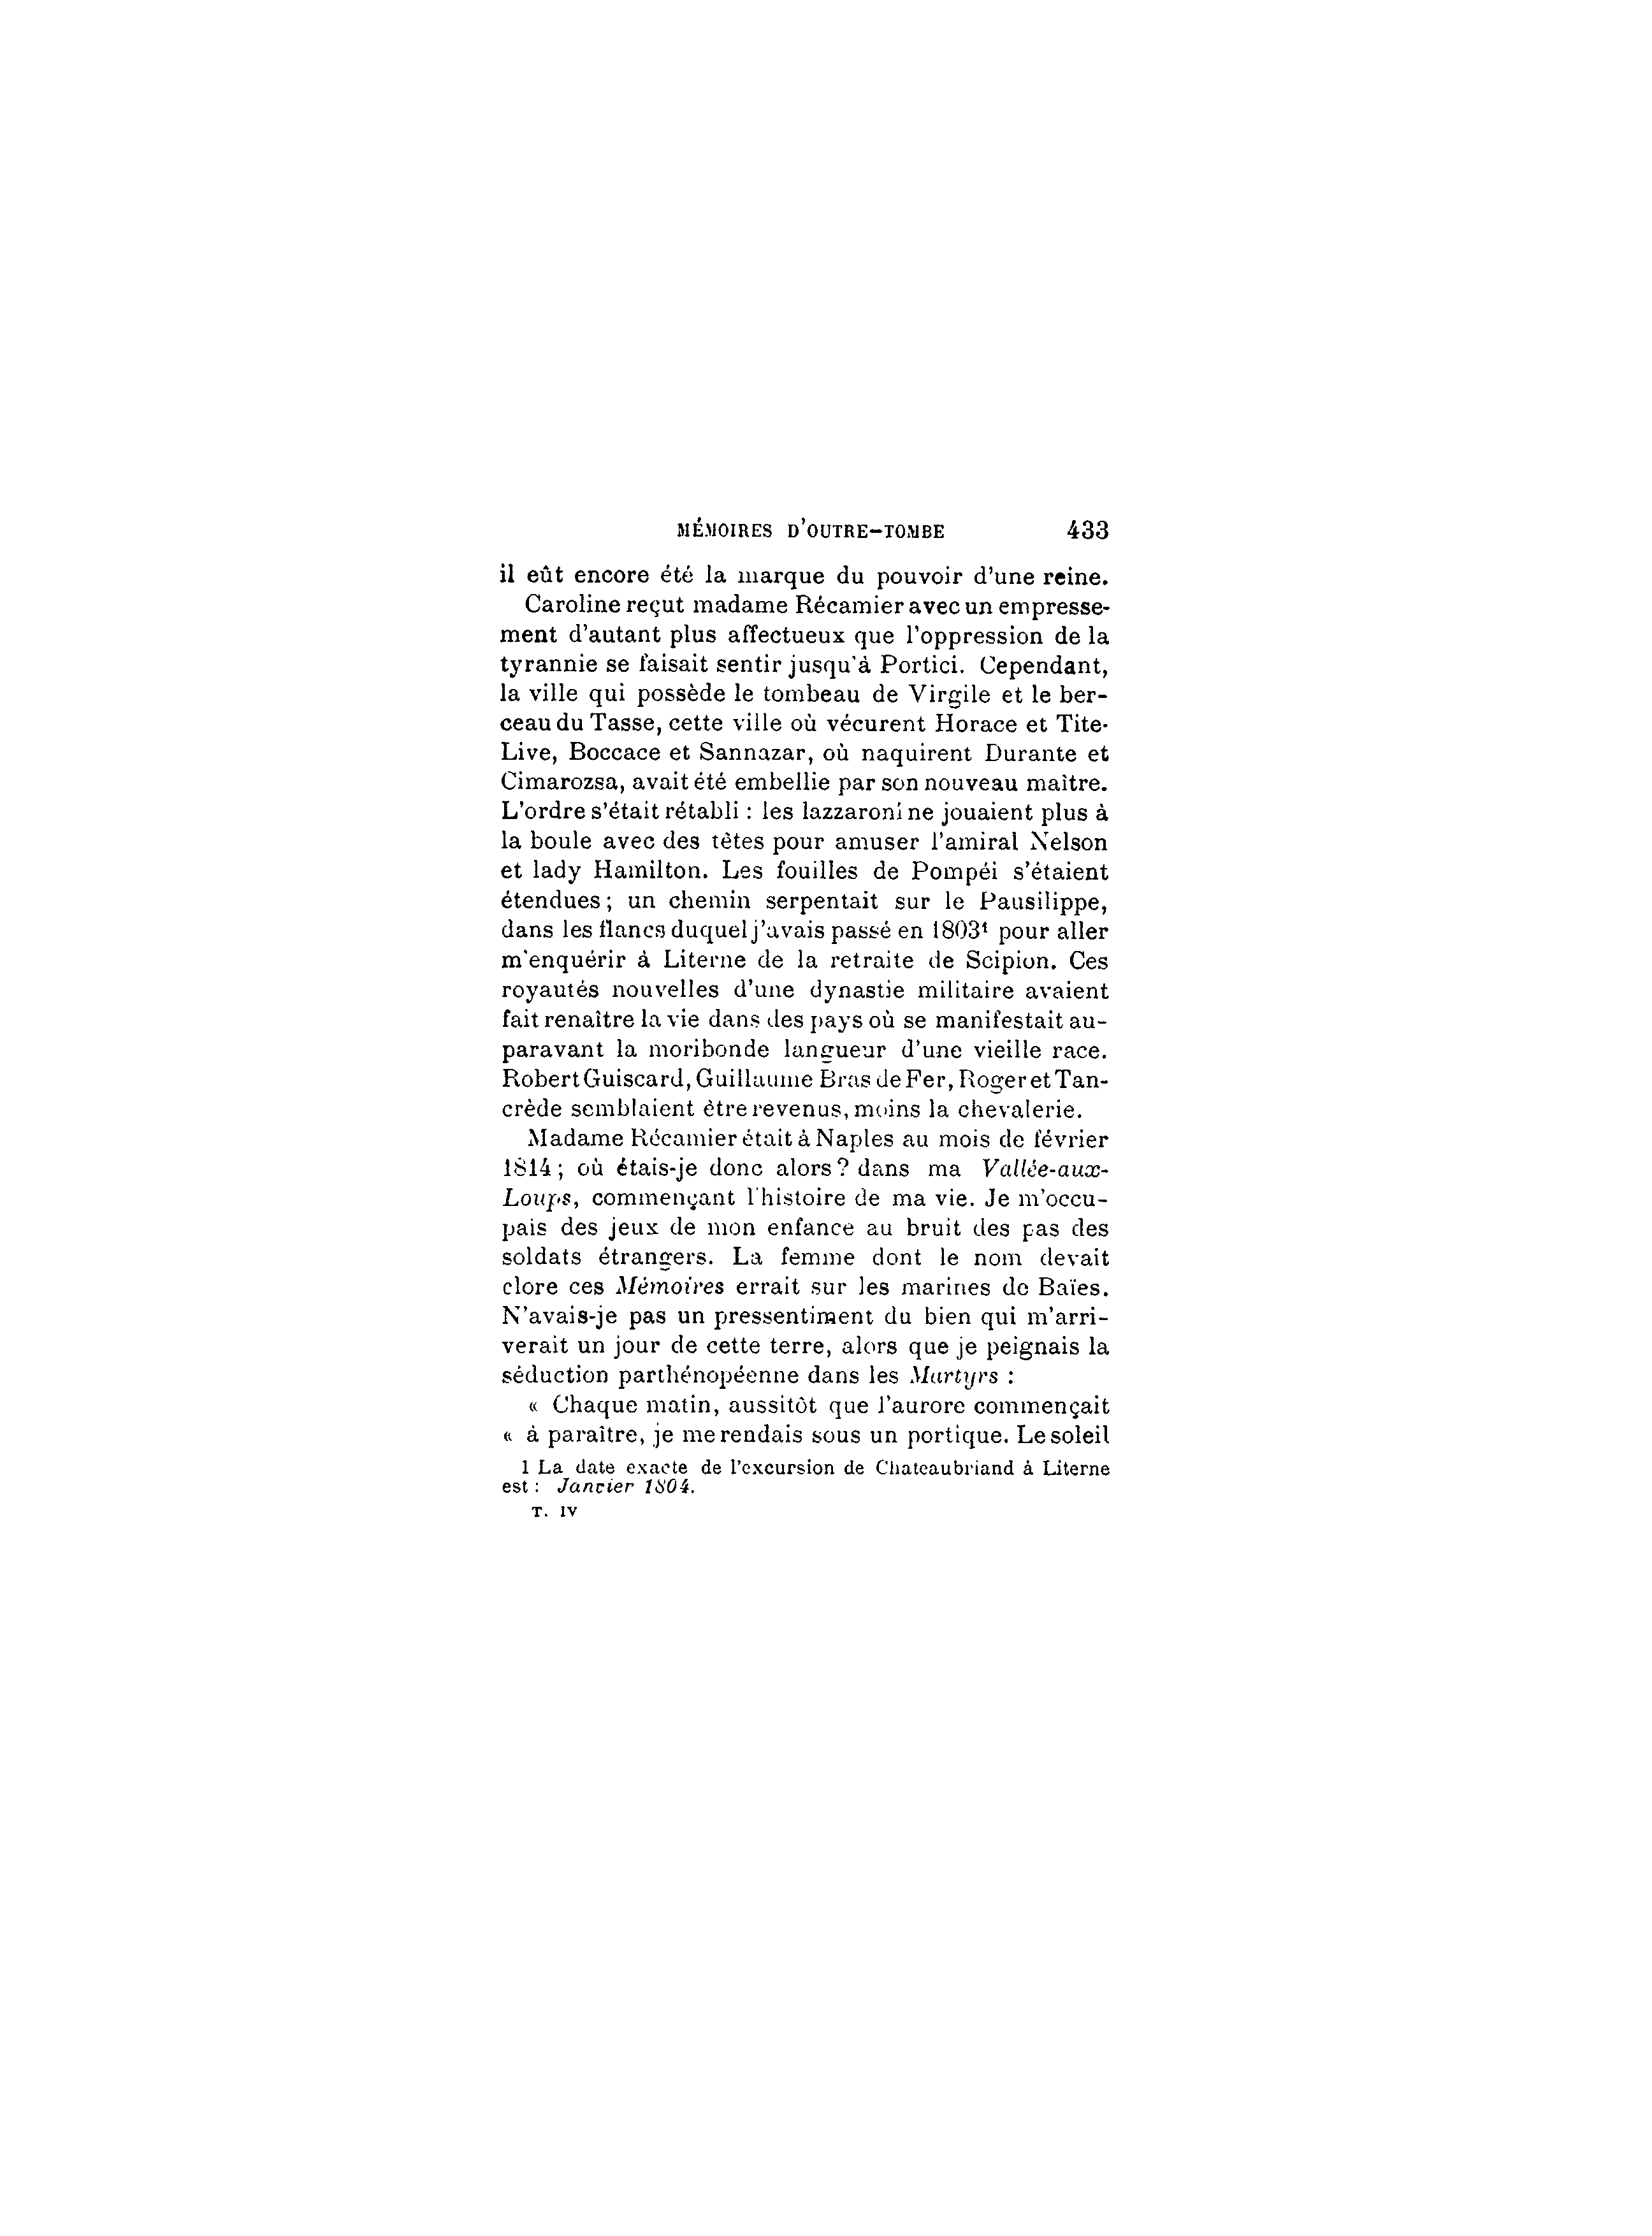 MÉMOIRES D'OUTRE-TOMBE 433
il eût encore été la marque du pouvoir d'une reine.
Caroline reçut madame Récamier avec un empresse-
ment d'autant plus affectueux que l'oppression de la
tyrannie se faisait sentir jusqu'à Portici. Cependant,
la ville qui possède le tombeau de Virgile et le ber-
ceau du Tasse, cette ville où vécurent Horace et Tite-
Live, Boccace et Sannazar, où naquirent Durante et
Cimarozsa, avait été embellie par son nouveau maître.
L'ordre s'était rétabli : les lazzaroni ne jouaient plus à
la boule avec des têtes pour amuser l'amiral Nelson
et lady Hamilton. Les fouilles de Pompéi s'étaient
étendues ; un chemin serpentait sur le Pausilippe,
dans les flancs duquel j'avais passé en 1803¹ pour aller
m'enquérir à Literne de la retraite de Scipion. Ces
royautés nouvelles d'une dynastie militaire avaient
fait renaître la vie dans des pays où se manifestait au-
paravant la moribonde langueur d'une vieille race.
Robert Guiscard, Guillaume Bras de Fer, Roger et Tan-
crède semblaient être revenus, moins la chevalerie.
Madame Récamier était à Naples au mois de février
1814 ; où étais-je donc alors ? dans ma Vallée-aux-
Loups, commençant l'histoire de ma vie. Je m'occu-
pais des jeux de mon enfance au bruit des pas des
soldats étrangers. La femme dont le nom devait
clore ces Mémoires errait sur les marines de Baïes.
N'avais-je pas un pressentiment du bien qui m'arri-
verait un jour de cette terre, alors que je peignais la
séduction parthénopéenne dans les Martyrs :
« Chaque matin, aussitôt que l'aurore commençait
« à paraître, je me rendais sous un portique. Le soleil
1 La date exacte de l'excursion de Chateaubriand à Literne
est : Janvier 1804.
T. IV